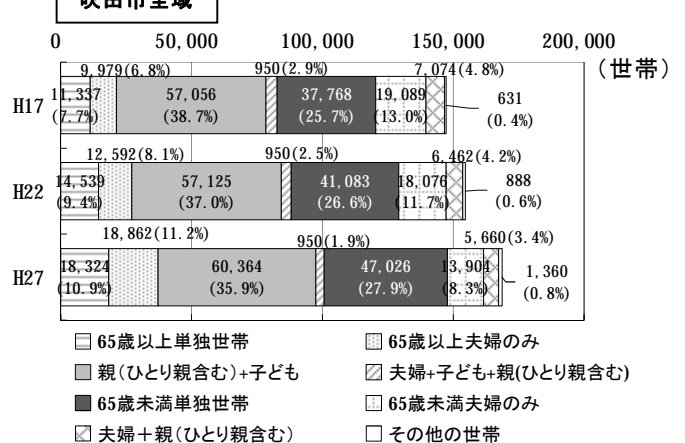 吹田市全域
0 50,000 100,000 150,000 200,000
(世帯)
9,979(6.8%) 950(2.9%) 7,074(4.8%)
H17 11,337 (7.7%) 57,056 (38.7%) 37,768 (25.7%) 19,089 (13.0%) 631 (0.4%)
12,592(8.1%) 950(2.5%) 6,462(4.2%)
H22 14,539 (9.4%) 57,125 (37.0%) 41,083 (26.6%) 18,076 (11.7%) 888 (0.6%)
18,862(11.2%) 950(1.9%) 5,660(3.4%)
H27 18,324 (10.9%) 60,364 (35.9%) 47,026 (27.9%) 13,904 (8.3%) 1,360 (0.8%)
65歳以上単独世帯 65歳以上夫婦のみ
親(ひとり親含む)+子ども 夫婦+子ども+親(ひとり親含む)
65歳未満単独世帯 65歳未満夫婦のみ
夫婦+親(ひとり親含む) その他の世帯